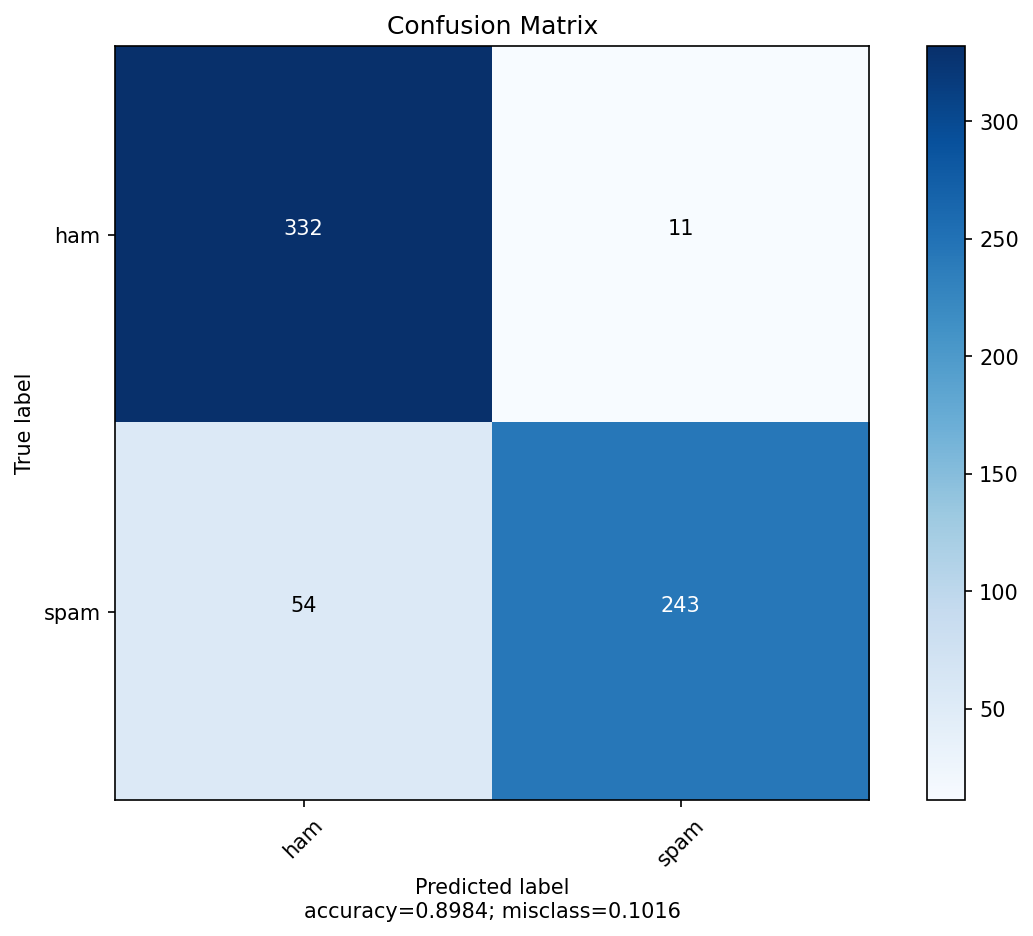 Confusion Matrix
True label
ham
332
11
spam
54
243
ham
spam
Predicted label
accuracy=0.8984; misclass=0.1016
300
250
200
150
100
50